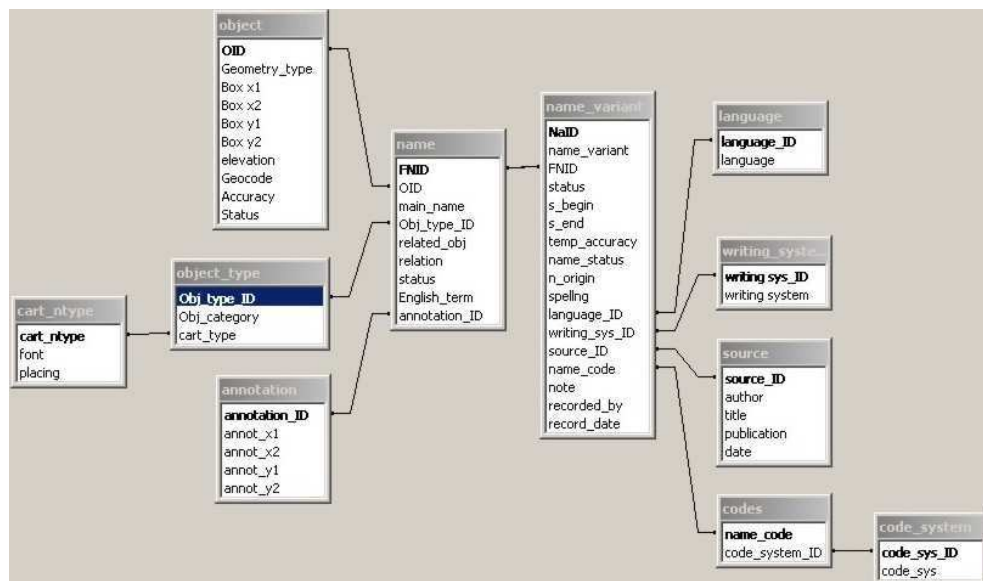 object
OID
Geometry_type
Box x1
Box x2
Box y1
Box y2
elevation
Geocode
Accuracy
Status
name
FNID
OID
main_name
Obj_type_ID
related_obj
relation
status
English_term
annotation_ID
name_variant
NaID
name_variant
FNID
status
s_begin
s_end
temp_accuracy
name_status
n_origin
spellng
language_ID
writing_sys_ID
source_ID
name_code
note
recorded_by
record_date
language
language_ID
language
writing_syste...
writing sys_ID
writing system
object_type
Obj_type_ID
Obj_category
cart_type
cart_ntype
cart_ntype
font
placing
annotation
annotation_ID
annot_x1
annot_x2
annot_y1
annot_y2
source
source_ID
author
title
publication
date
codes
name_code
code_system_ID
code_system
code_sys_ID
code_sys